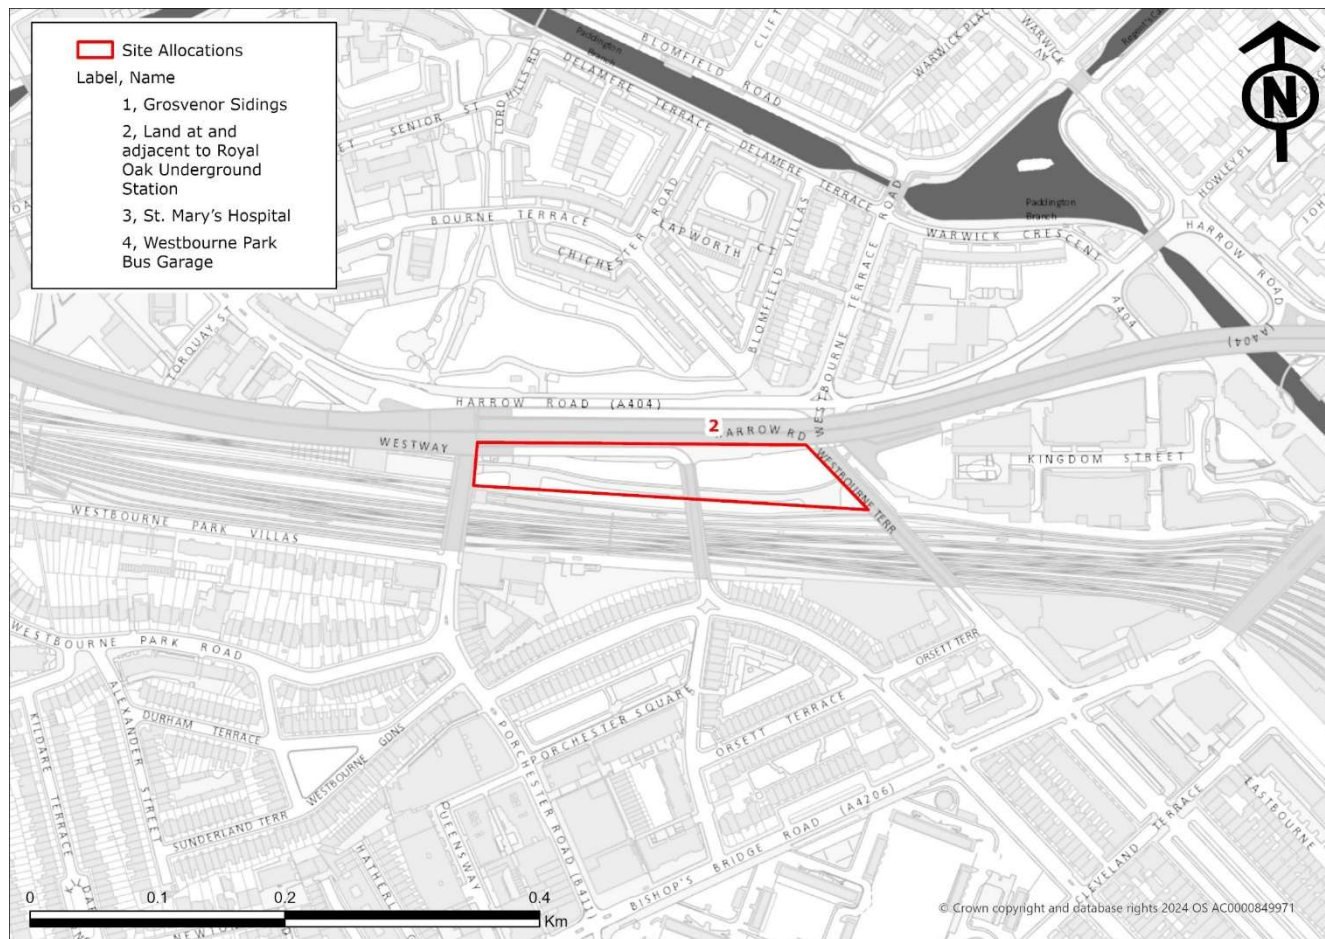 Site Allocations
Label, Name
1, Grosvenor Sidings
2, Land at and
adjacent to Royal
Oak Underground
Station
3, St. Mary's Hospital
4, Westbourne Park
Bus Garage
N
Paddington
Branch
BLOMFIELD ROAD
WARWICK PLACE
WARWICK
AV
DELAMERE TERRACE
DELAMERE TERRACE
LORD HILLS RD
SENIOR ST
HOWLEY PL
Paddington
Branch
HARROW ROAD
BOURNE TERRACE
CHICHESTER ROAD
LAPWORTH CT
BLOMFIELD VILLAS
WESTBOURNE TERRACE ROAD
WARWICK CRESCENT
A404
(A404)
TORQUAY ST
HARROW ROAD (A404)
2
HARROW RD
WESTWAY
WESTBOURNE TERR
KINGDOM STREET
WESTBOURNE PARK VILLAS
WESTBOURNE PARK ROAD
ORSETT TERR
ALEXANDER STREET
DURHAM TERRACE
KILDARE TERRACE
WESTBOURNE GDNS
SUNDERLAND TERR
PORCHESTER SQUARE
ORSETT TERRACE
PORCHESTER ROAD (B411)
QUEENSWAY
BISHOP'S BRIDGE ROAD (A4206)
CLEVELAND TERRACE
EASTBOURNE
0 0.1 0.2 0.4
Km
© Crown copyright and database rights 2024 OS AC0000849971